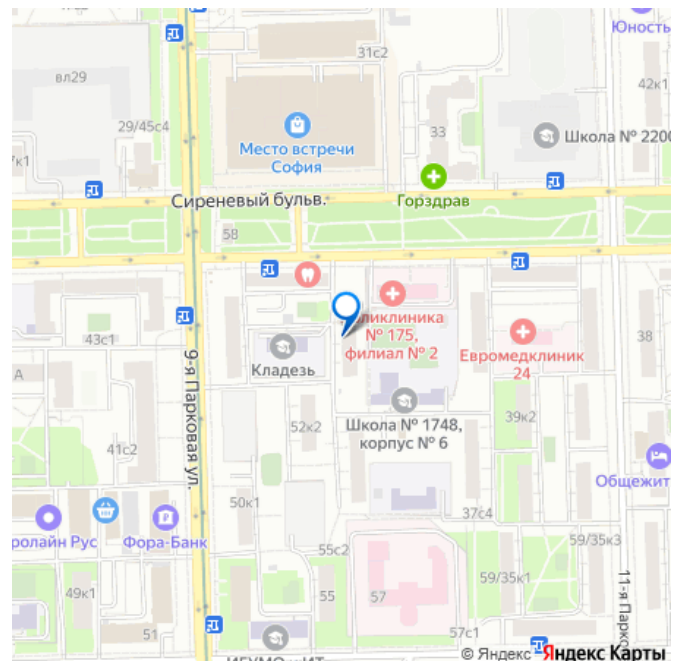 Юность
31с2
вл29
42к1
29/45с4
33
Место встречи
София
Школа № 2200
7к1
Горздрав
Сиреневый бульв.
58
Поликлиника
№ 175,
филиал № 2
43с1
38
Евромедклиник
24
Кладезь
А
9-я Парковая ул.
39к2
Школа № 1748,
корпус № 6
52к2
41с2
Общежит
50к1
37с4
ролайн Рус
Фора-Банк
55с2
59/35к3
59/35к1
49к1
55
57
11-я Парко
51
57с1
© Яндекс Яндекс Карты